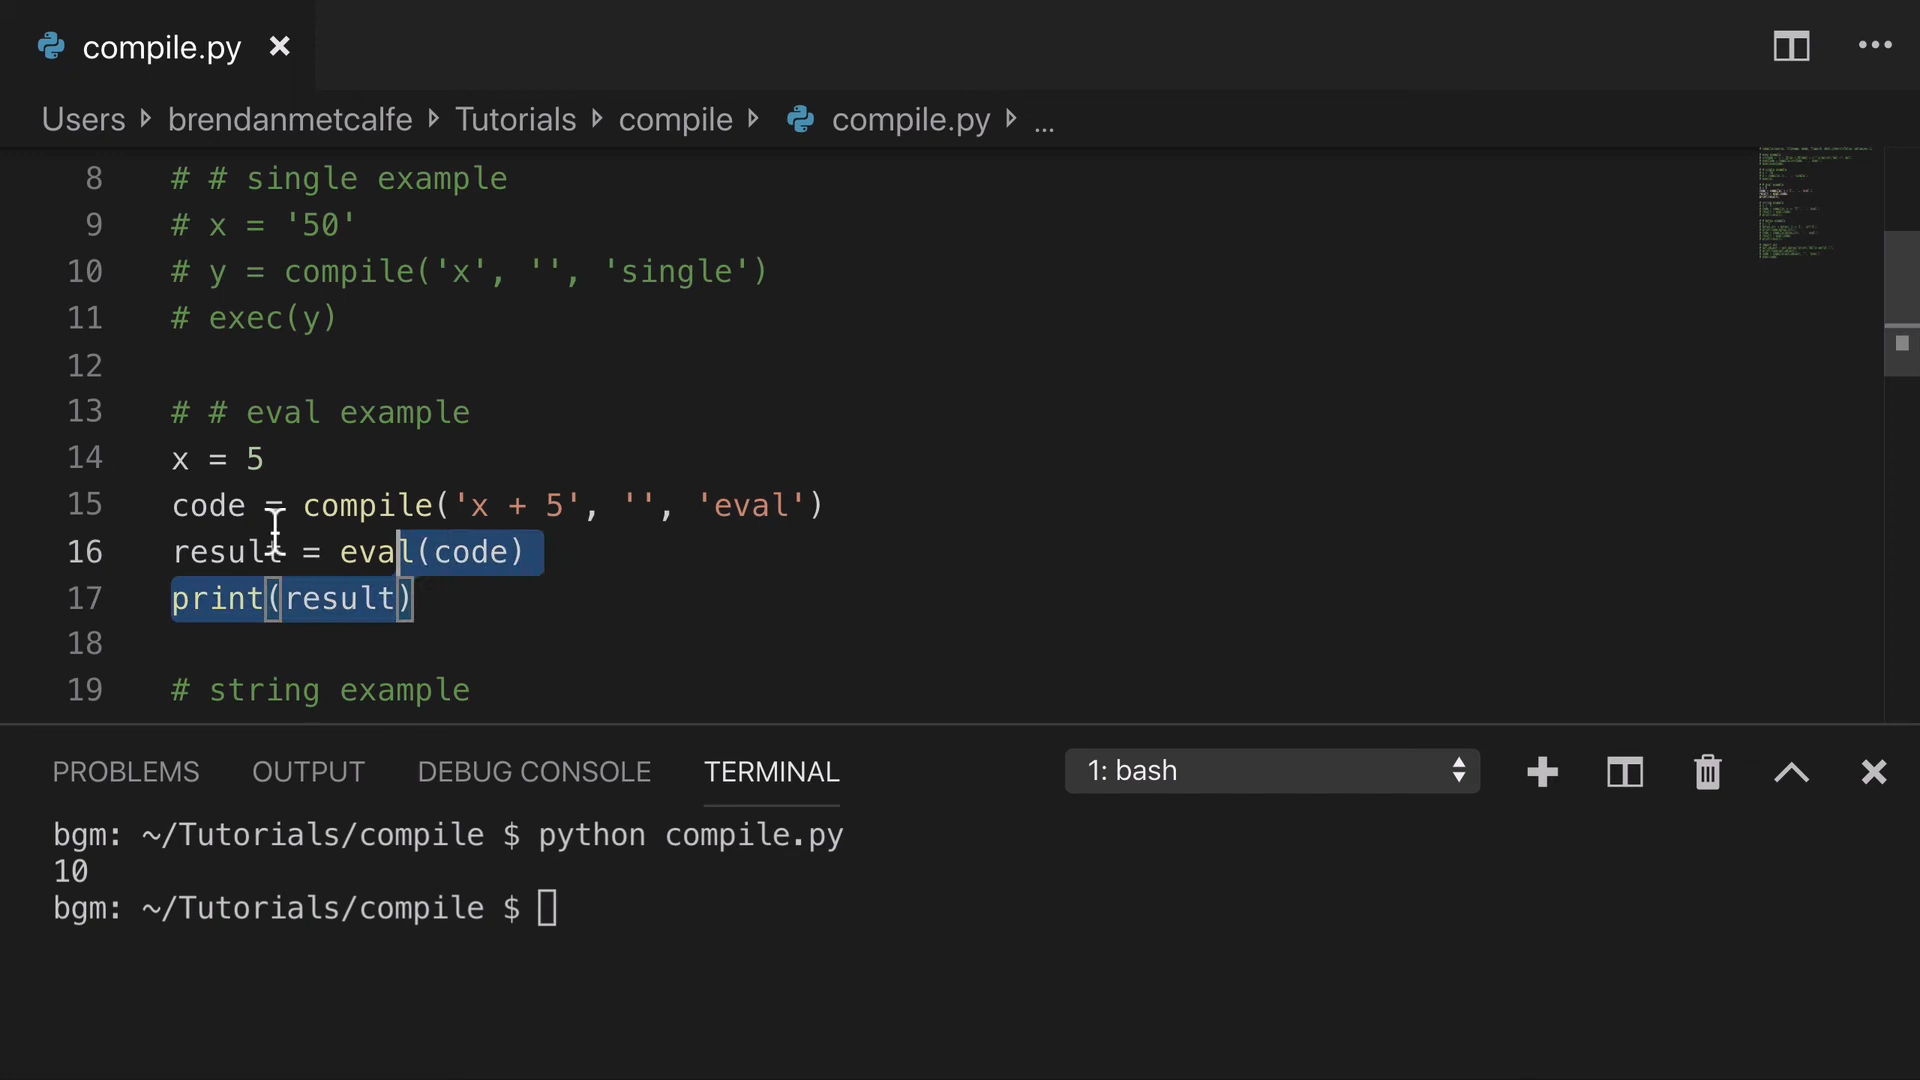 compile.py
Users brendanmetcalfe Tutorials compile compile.py ...
8 # # single example
9 # x = '50'
10 # y = compile('x', '', 'single')
11 # exec(y)
12
13 # # eval example
14 x = 5
15 code = compile('x + 5', '', 'eval')
16 result = eval(code)
17 print(result)
18
19 # string example
PROBLEMS OUTPUT DEBUG CONSOLE TERMINAL 1: bash
bgm: ~/Tutorials/compile $ python compile.py
10
bgm: ~/Tutorials/compile $